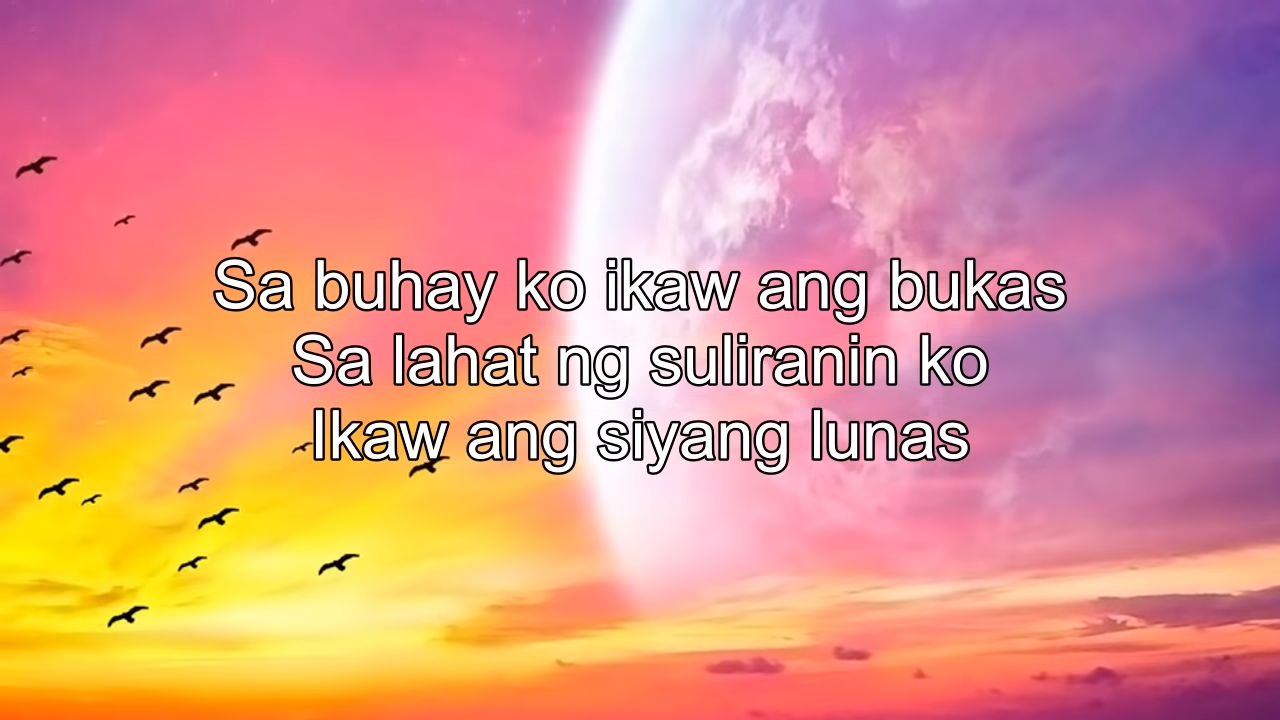 Sa buhay ko ikaw ang bukas
Sa lahat ng suliranin ko
Ikaw ang siyang lunas